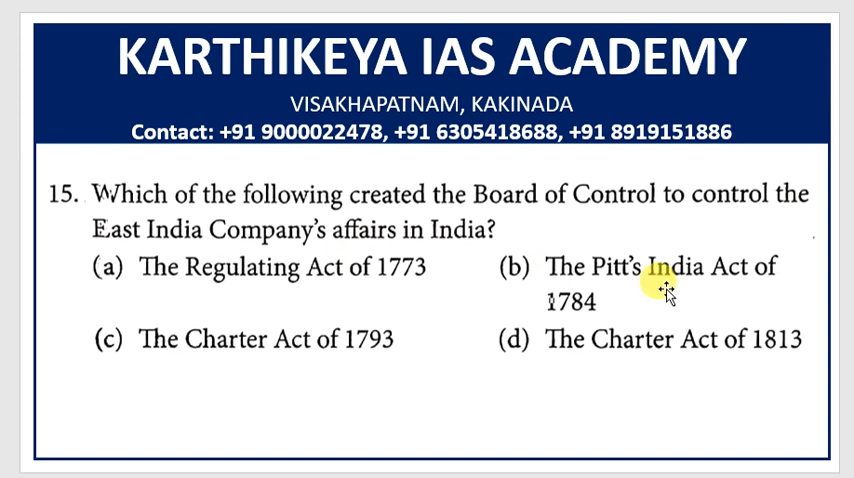 KARTHIKEYA IAS ACADEMY
VISAKHAPATNAM, KAKINADA
Contact: +91 9000022478, +91 6305418688, +91 8919151886
15. Which of the following created the Board of Control to control the
East India Company's affairs in India?
(a) The Regulating Act of 1773 (b) The Pitt's India Act of
1784
(c) The Charter Act of 1793 (d) The Charter Act of 1813